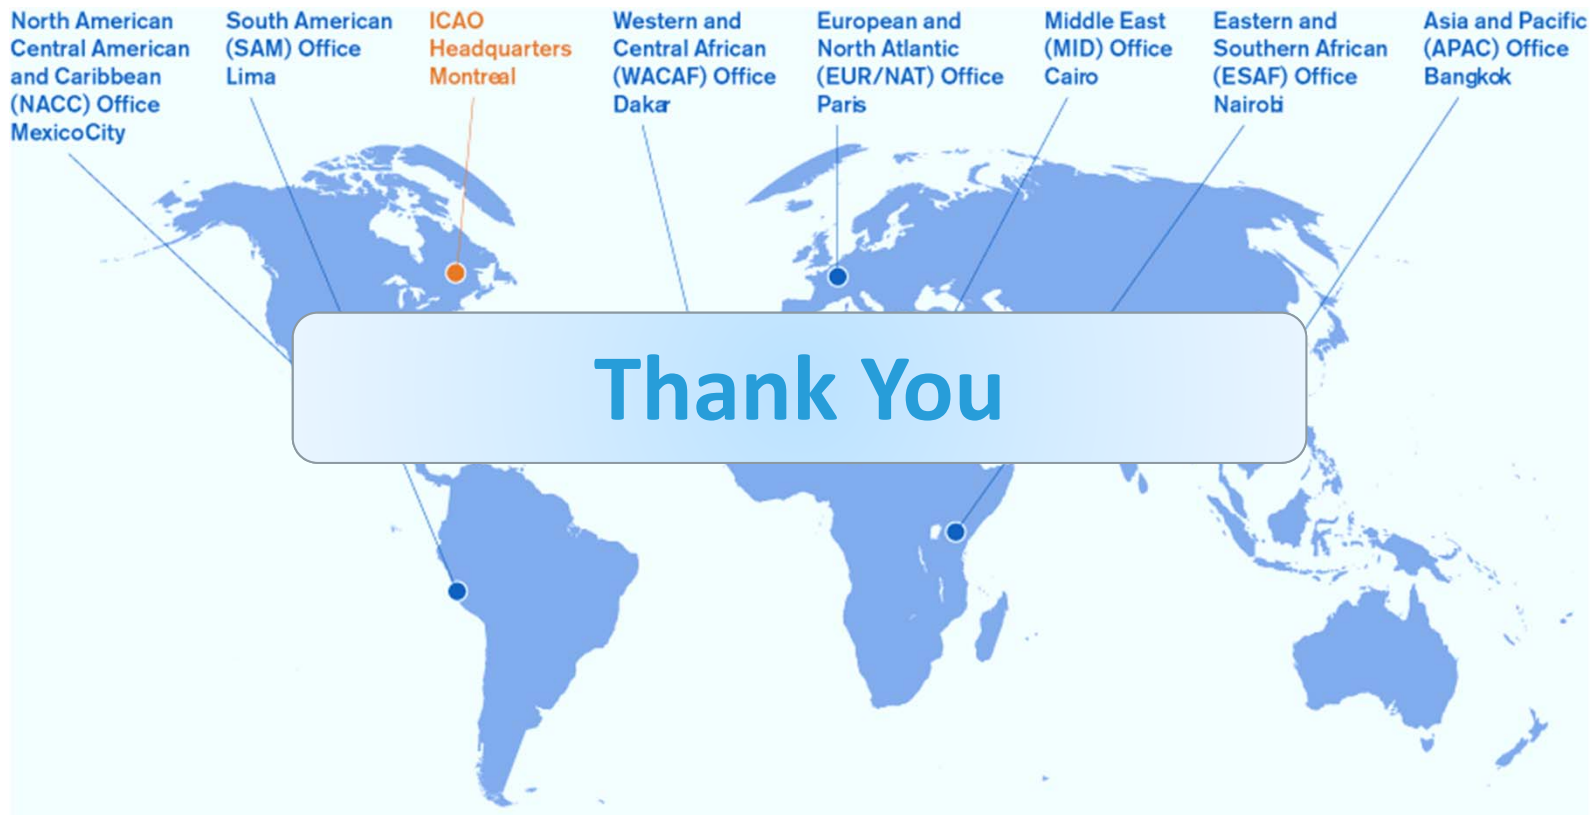 North American
Central American
and Caribbean
(NACC) Office
MexicoCity
South American
(SAM) Office
Lima
ICAO
Headquarters
Montreal
Western and
Central African
(WACAF) Office
Dakar
European and
North Atlantic
(EUR/NAT) Office
Paris
Middle East
(MID) Office
Cairo
Eastern and
Southern African
(ESAF) Office
Nairobi
Asia and Pacific
(APAC) Office
Bangkok
Thank You